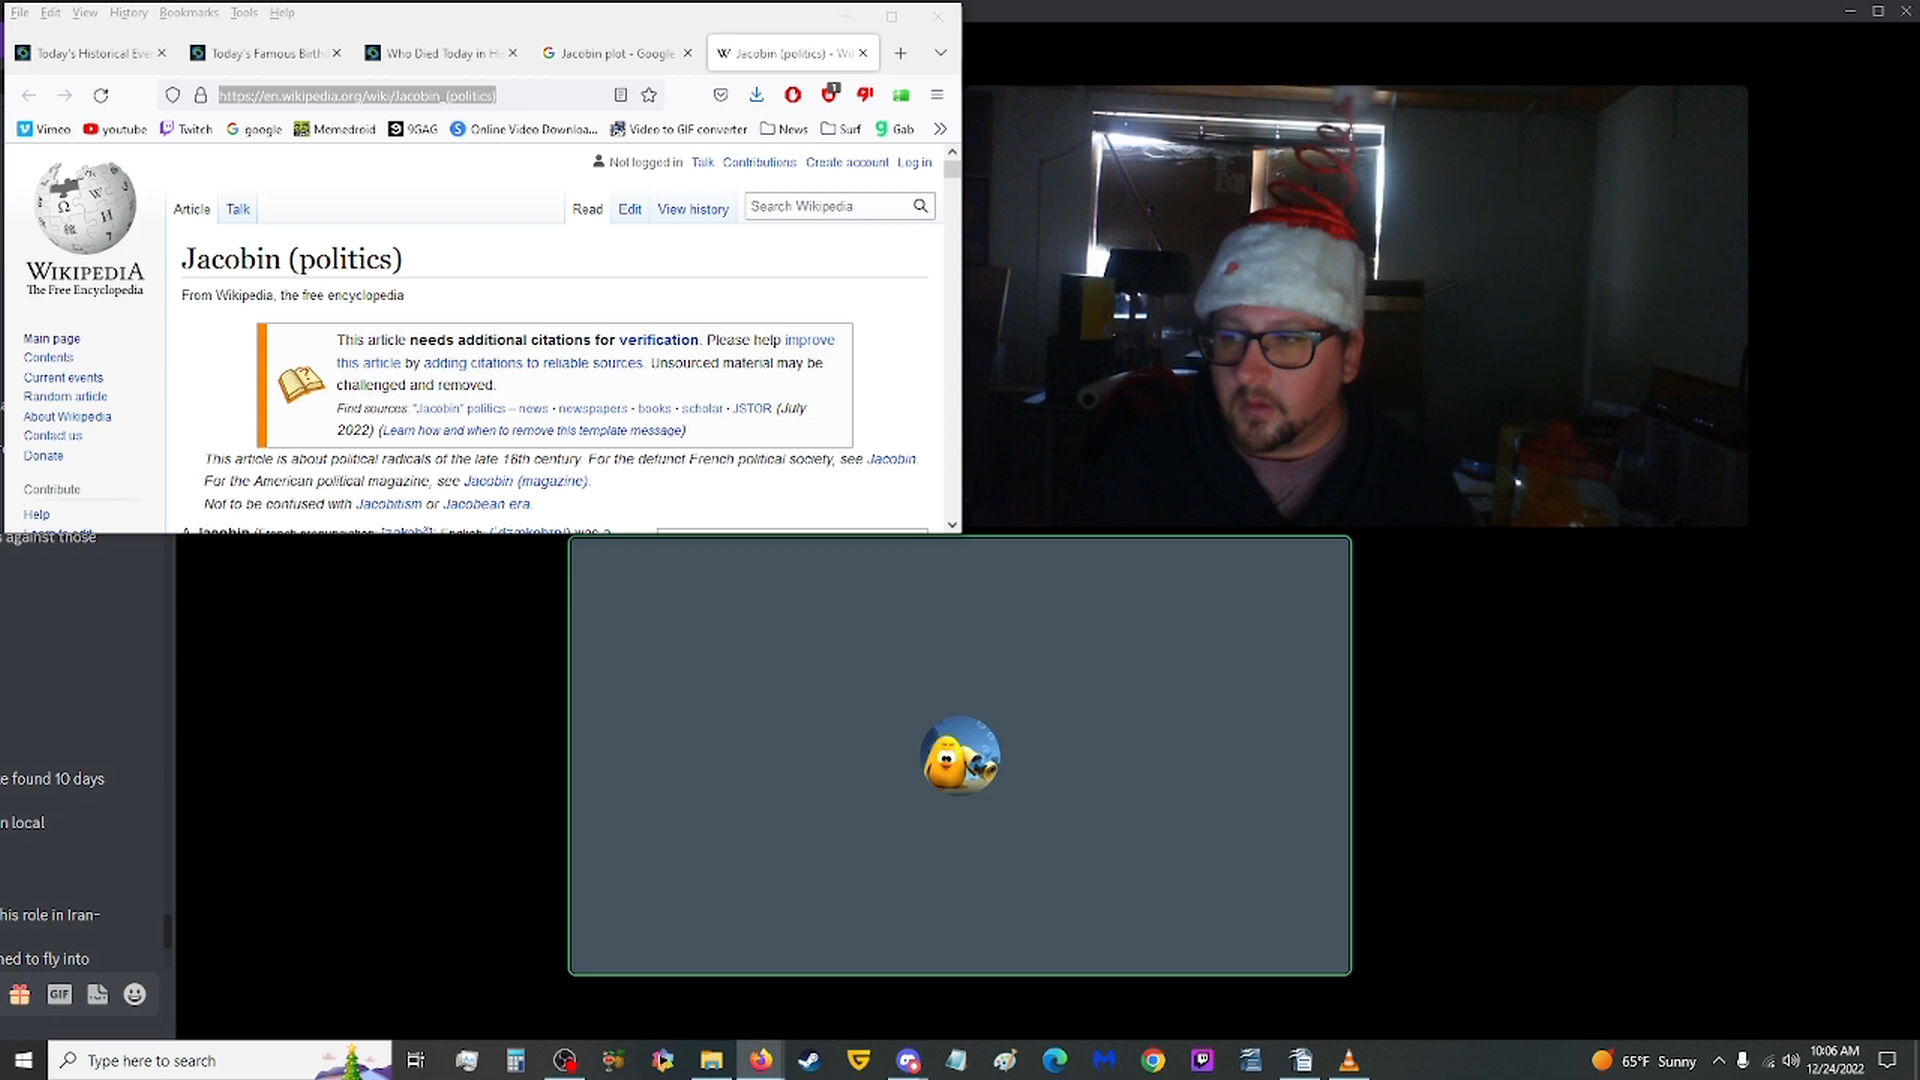 File Edit View History Bookmarks Tools Help
Today's Historical Eve
Today's Famous Birth
Who Died Today in Hi
Jacobin plot - Google
Jacobin (politics) - Wi
https://en.wikipedia.org/wiki/Jacobin_(politics)
1
Vimeo youtube Twitch google Memedroid 9GAG Online Video Downloa... Video to GIF converter News Surf Gab
Not logged in Talk Contributions Create account Log in
Article Talk Read Edit View history Search Wikipedia
WIKIPEDIA
The Free Encyclopedia
Jacobin (politics)
From Wikipedia, the free encyclopedia
This article needs additional citations for verification. Please help improve
this article by adding citations to reliable sources. Unsourced material may be
challenged and removed.
Find sources: "Jacobin" politics – news · newspapers · books · scholar · JSTOR (July
2022) (Learn how and when to remove this template message)
This article is about political radicals of the late 18th century. For the defunct French political society, see Jacobin.
For the American political magazine, see Jacobin (magazine).
Not to be confused with Jacobitism or Jacobean era.
A Jacobin
Main page
Contents
Current events
Random article
About Wikipedia
Contact us
Donate
Contribute
Help
Learn to edit
s against those
e found 10 days
n local
his role in Iran-
ned to fly into
GIF
Type here to search
65°F Sunny
10:06 AM
12/24/2022